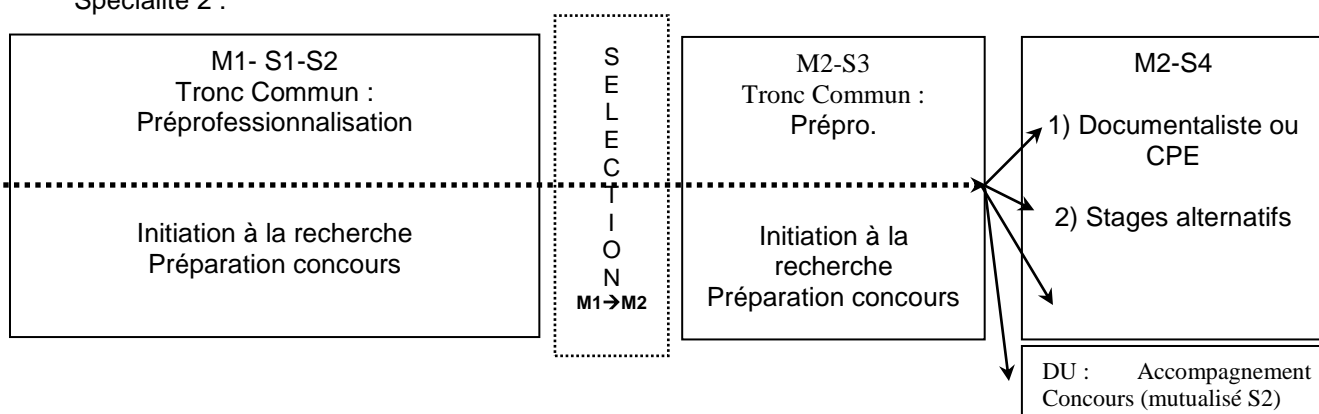 Spécialité 2 :
M1- S1-S2
Tronc Commun :
Préprofessionnalisation
Initiation à la recherche
Préparation concours
S
E
L
E
C
T
I
O
N
M1→M2
M2-S3
Tronc Commun :
Prépro.
Initiation à la
recherche
Préparation concours
M2-S4
1) Documentaliste ou
CPE
2) Stages alternatifs
DU : Accompagnement
Concours (mutualisé S2)